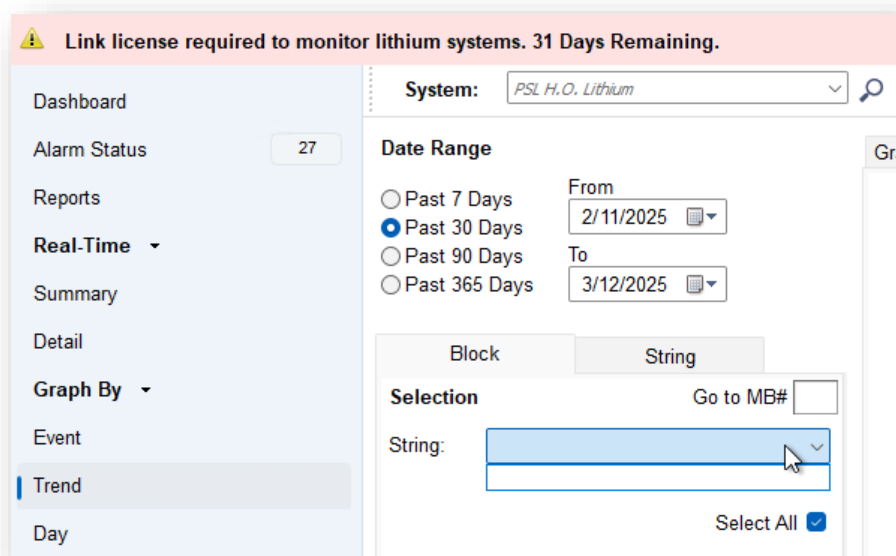 Link license required to monitor lithium systems. 31 Days Remaining.
Dashboard
Alarm Status 27
Reports
Real-Time
Summary
Detail
Graph By
Event
Trend
Day
System: PSL H.O. Lithium
Date Range
Past 7 Days
Past 30 Days
Past 90 Days
Past 365 Days
From
2/11/2025
To
3/12/2025
Block String
Selection Go to MB#
String:
Select All